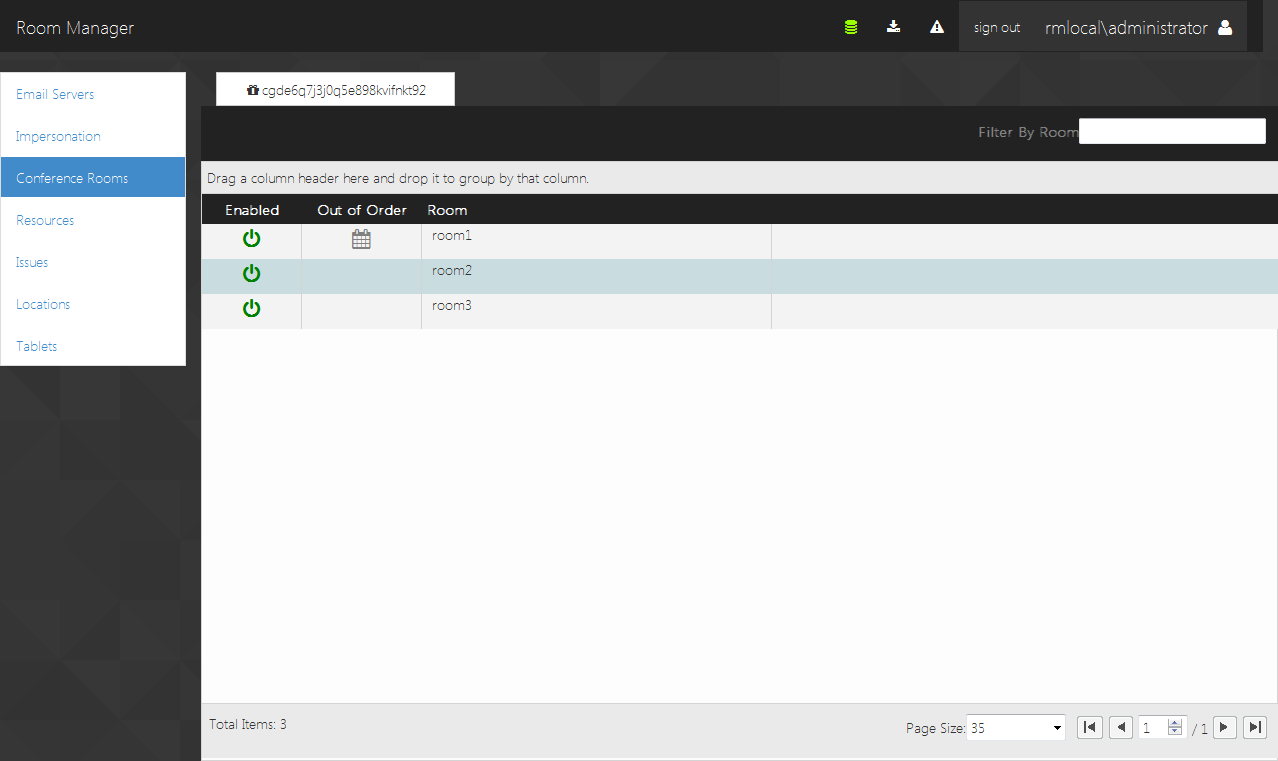 Room Manager
sign out
rmlocal\administrator
Email Servers
Impersonation
Conference Rooms
Resources
Issues
Locations
Tablets
cgde6q7j3j0q5e898kvifnkt92
Filter By Room
Drag a column header here and drop it to group by that column.
Enabled Out of Order Room
room1
room2
room3
Total Items: 3
Page Size: 35
1 / 1